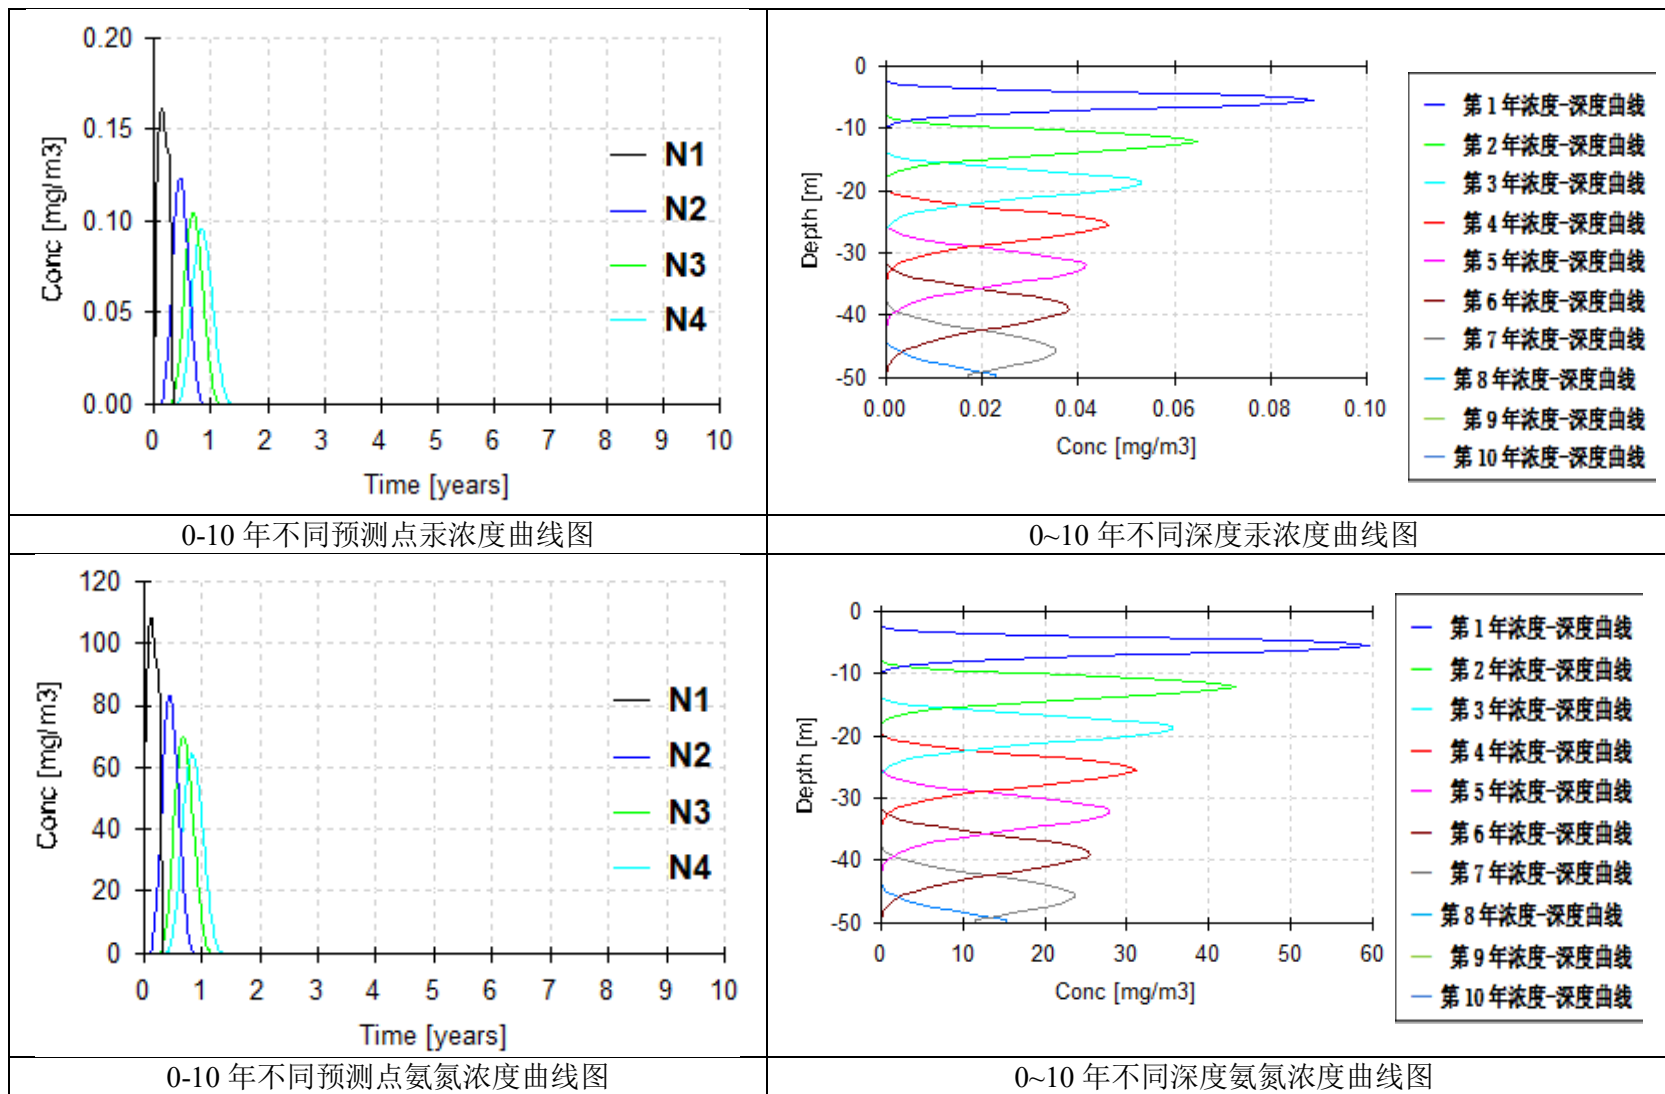 0.20
0.15
0.10
0.05
0.00
Conc [mg/m3]
0 1 2 3 4 5 6 7 8 9 10
Time [years]
N1
N2
N3
N4
0
-10
-20
-30
-40
-50
Depth [m]
0.00 0.02 0.04 0.06 0.08 0.10
Conc [mg/m3]
第1年浓度-深度曲线
第2年浓度-深度曲线
第3年浓度-深度曲线
第4年浓度-深度曲线
第5年浓度-深度曲线
第6年浓度-深度曲线
第7年浓度-深度曲线
第8年浓度-深度曲线
第9年浓度-深度曲线
第10年浓度-深度曲线
0-10 年不同预测点汞浓度曲线图
0~10 年不同深度汞浓度曲线图
120
100
80
60
40
20
0
Conc [mg/m3]
0 1 2 3 4 5 6 7 8 9 10
Time [years]
N1
N2
N3
N4
0
-10
-20
-30
-40
-50
Depth [m]
0 10 20 30 40 50 60
Conc [mg/m3]
第1年浓度-深度曲线
第2年浓度-深度曲线
第3年浓度-深度曲线
第4年浓度-深度曲线
第5年浓度-深度曲线
第6年浓度-深度曲线
第7年浓度-深度曲线
第8年浓度-深度曲线
第9年浓度-深度曲线
第10年浓度-深度曲线
0-10 年不同预测点氨氮浓度曲线图
0~10 年不同深度氨氮浓度曲线图